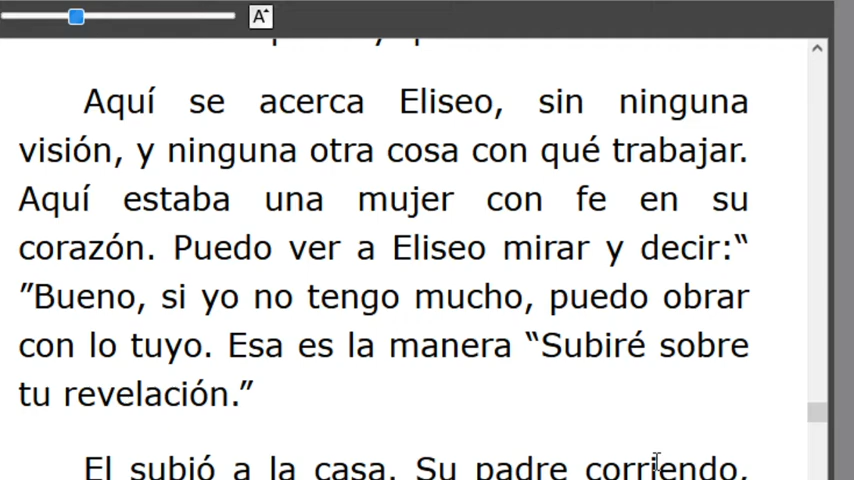 A
Aquí se acerca Eliseo, sin ninguna
visión, y ninguna otra cosa con qué trabajar.
Aquí estaba una mujer con fe en su
corazón. Puedo ver a Eliseo mirar y decir:“
”Bueno, si yo no tengo mucho, puedo obrar
con lo tuyo. Esa es la manera “Subiré sobre
tu revelación.”
El subió a la casa. Su padre corriendo,